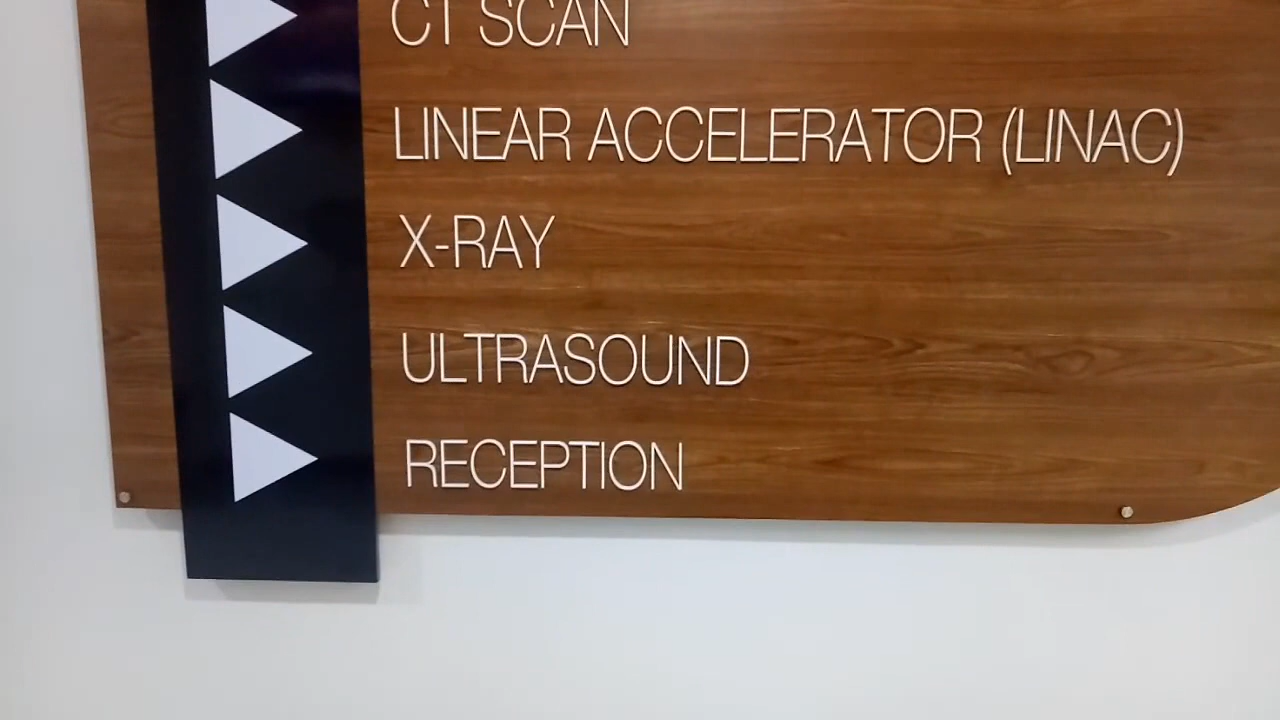 CT SCAN
LINEAR ACCELERATOR (LINAC)
X-RAY
ULTRASOUND
RECEPTION